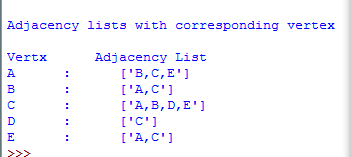 Adjacency lists with corresponding vertex
Vertx Adjacency List
A : ['B,C,E']
B : ['A,C']
C : ['A,B,D,E']
D : ['C']
E : ['A,C']
>>>